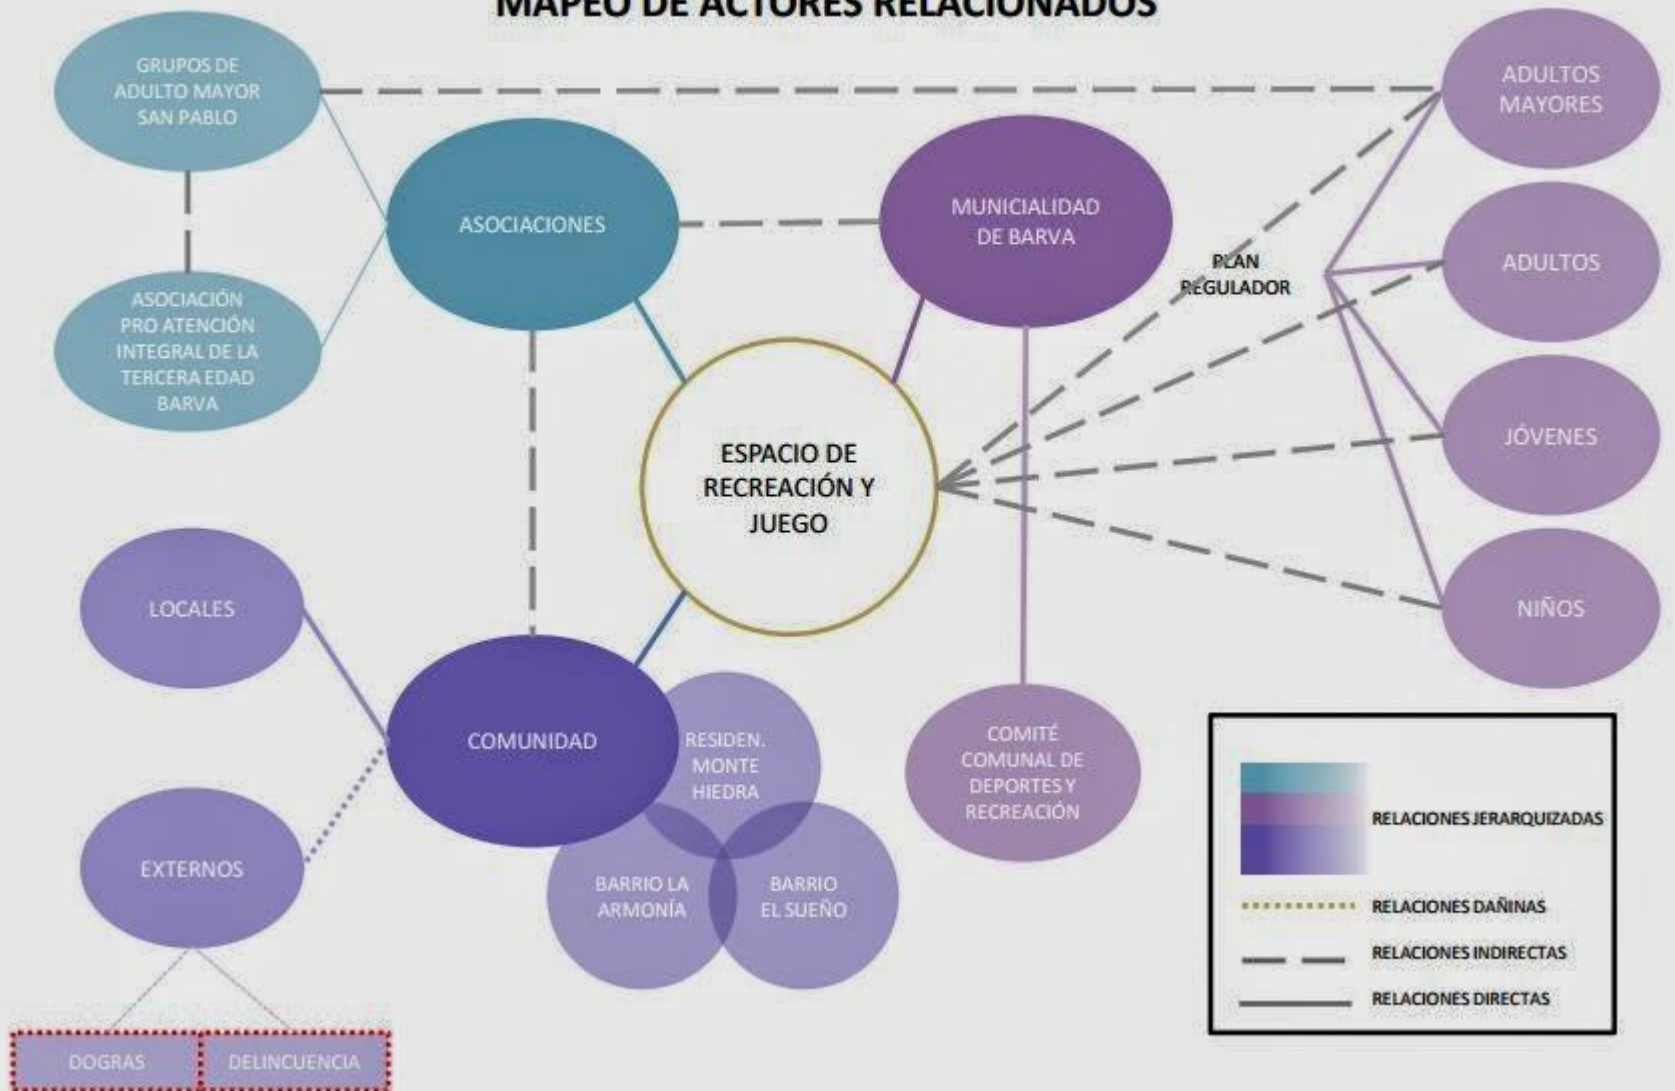 MAPEO DE ACTORES RELACIONADOS
GRUPOS DE
ADULTO MAYOR
SAN PABLO
ASOCIACIONES
MUNICIALIDAD
DE BARVA
ADULTOS
MAYORES
ASOCIACIÓN
PRO ATENCIÓN
INTEGRAL DE LA
TERCERA EDAD
BARVA
PLAN
REGULADOR
ADULTOS
ESPACIO DE
RECREACIÓN Y
JUEGO
JÓVENES
LOCALES
NIÑOS
COMUNIDAD
RESIDEN.
MONTE
HIEDRA
COMITÉ
COMUNAL DE
DEPORTES Y
RECREACIÓN
EXTERNOS
BARRIO LA
ARMONÍA
BARRIO
EL SUEÑO
DOGRAS
DELINCUENCIA
RELACIONES JERARQUIZADAS
RELACIONES DAÑINAS
RELACIONES INDIRECTAS
RELACIONES DIRECTAS